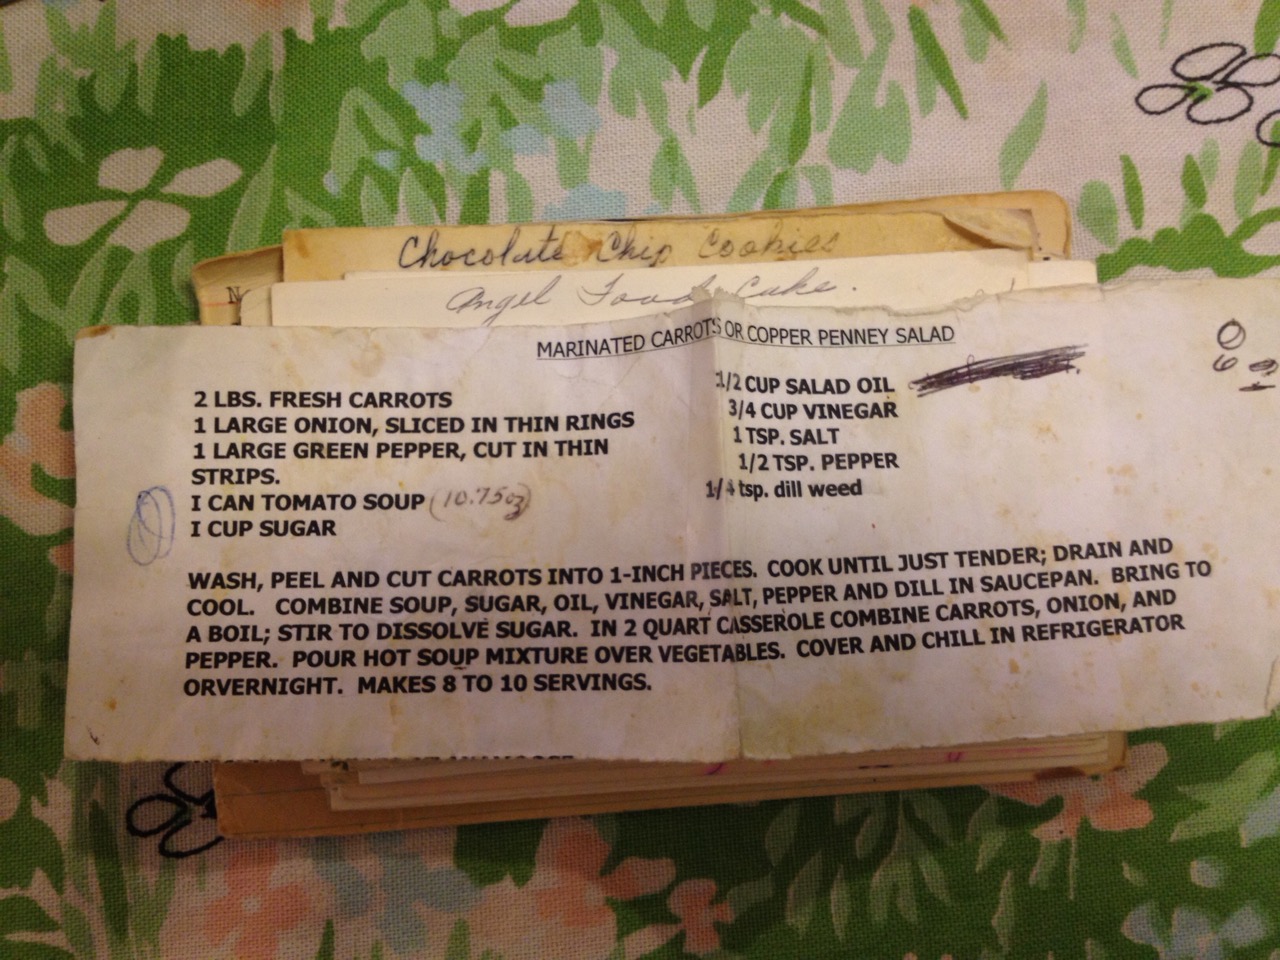 Chocolate Chip Cookies
N
Angel Food Cake.
MARINATED CARROTS OR COPPER PENNEY SALAD
2 LBS. FRESH CARROTS
1 LARGE ONION, SLICED IN THIN RINGS
1 LARGE GREEN PEPPER, CUT IN THIN
STRIPS.
I CAN TOMATO SOUP (10.75oz)
I CUP SUGAR
1/2 CUP SALAD OIL
3/4 CUP VINEGAR
1 TSP. SALT
1/2 TSP. PEPPER
1/4 tsp. dill weed
WASH, PEEL AND CUT CARROTS INTO 1-INCH PIECES. COOK UNTIL JUST TENDER; DRAIN AND
COOL. COMBINE SOUP, SUGAR, OIL, VINEGAR, SALT, PEPPER AND DILL IN SAUCEPAN. BRING TO
A BOIL; STIR TO DISSOLVE SUGAR. IN 2 QUART CASSEROLE COMBINE CARROTS, ONION, AND
PEPPER. POUR HOT SOUP MIXTURE OVER VEGETABLES. COVER AND CHILL IN REFRIGERATOR
ORVERNIGHT. MAKES 8 TO 10 SERVINGS.